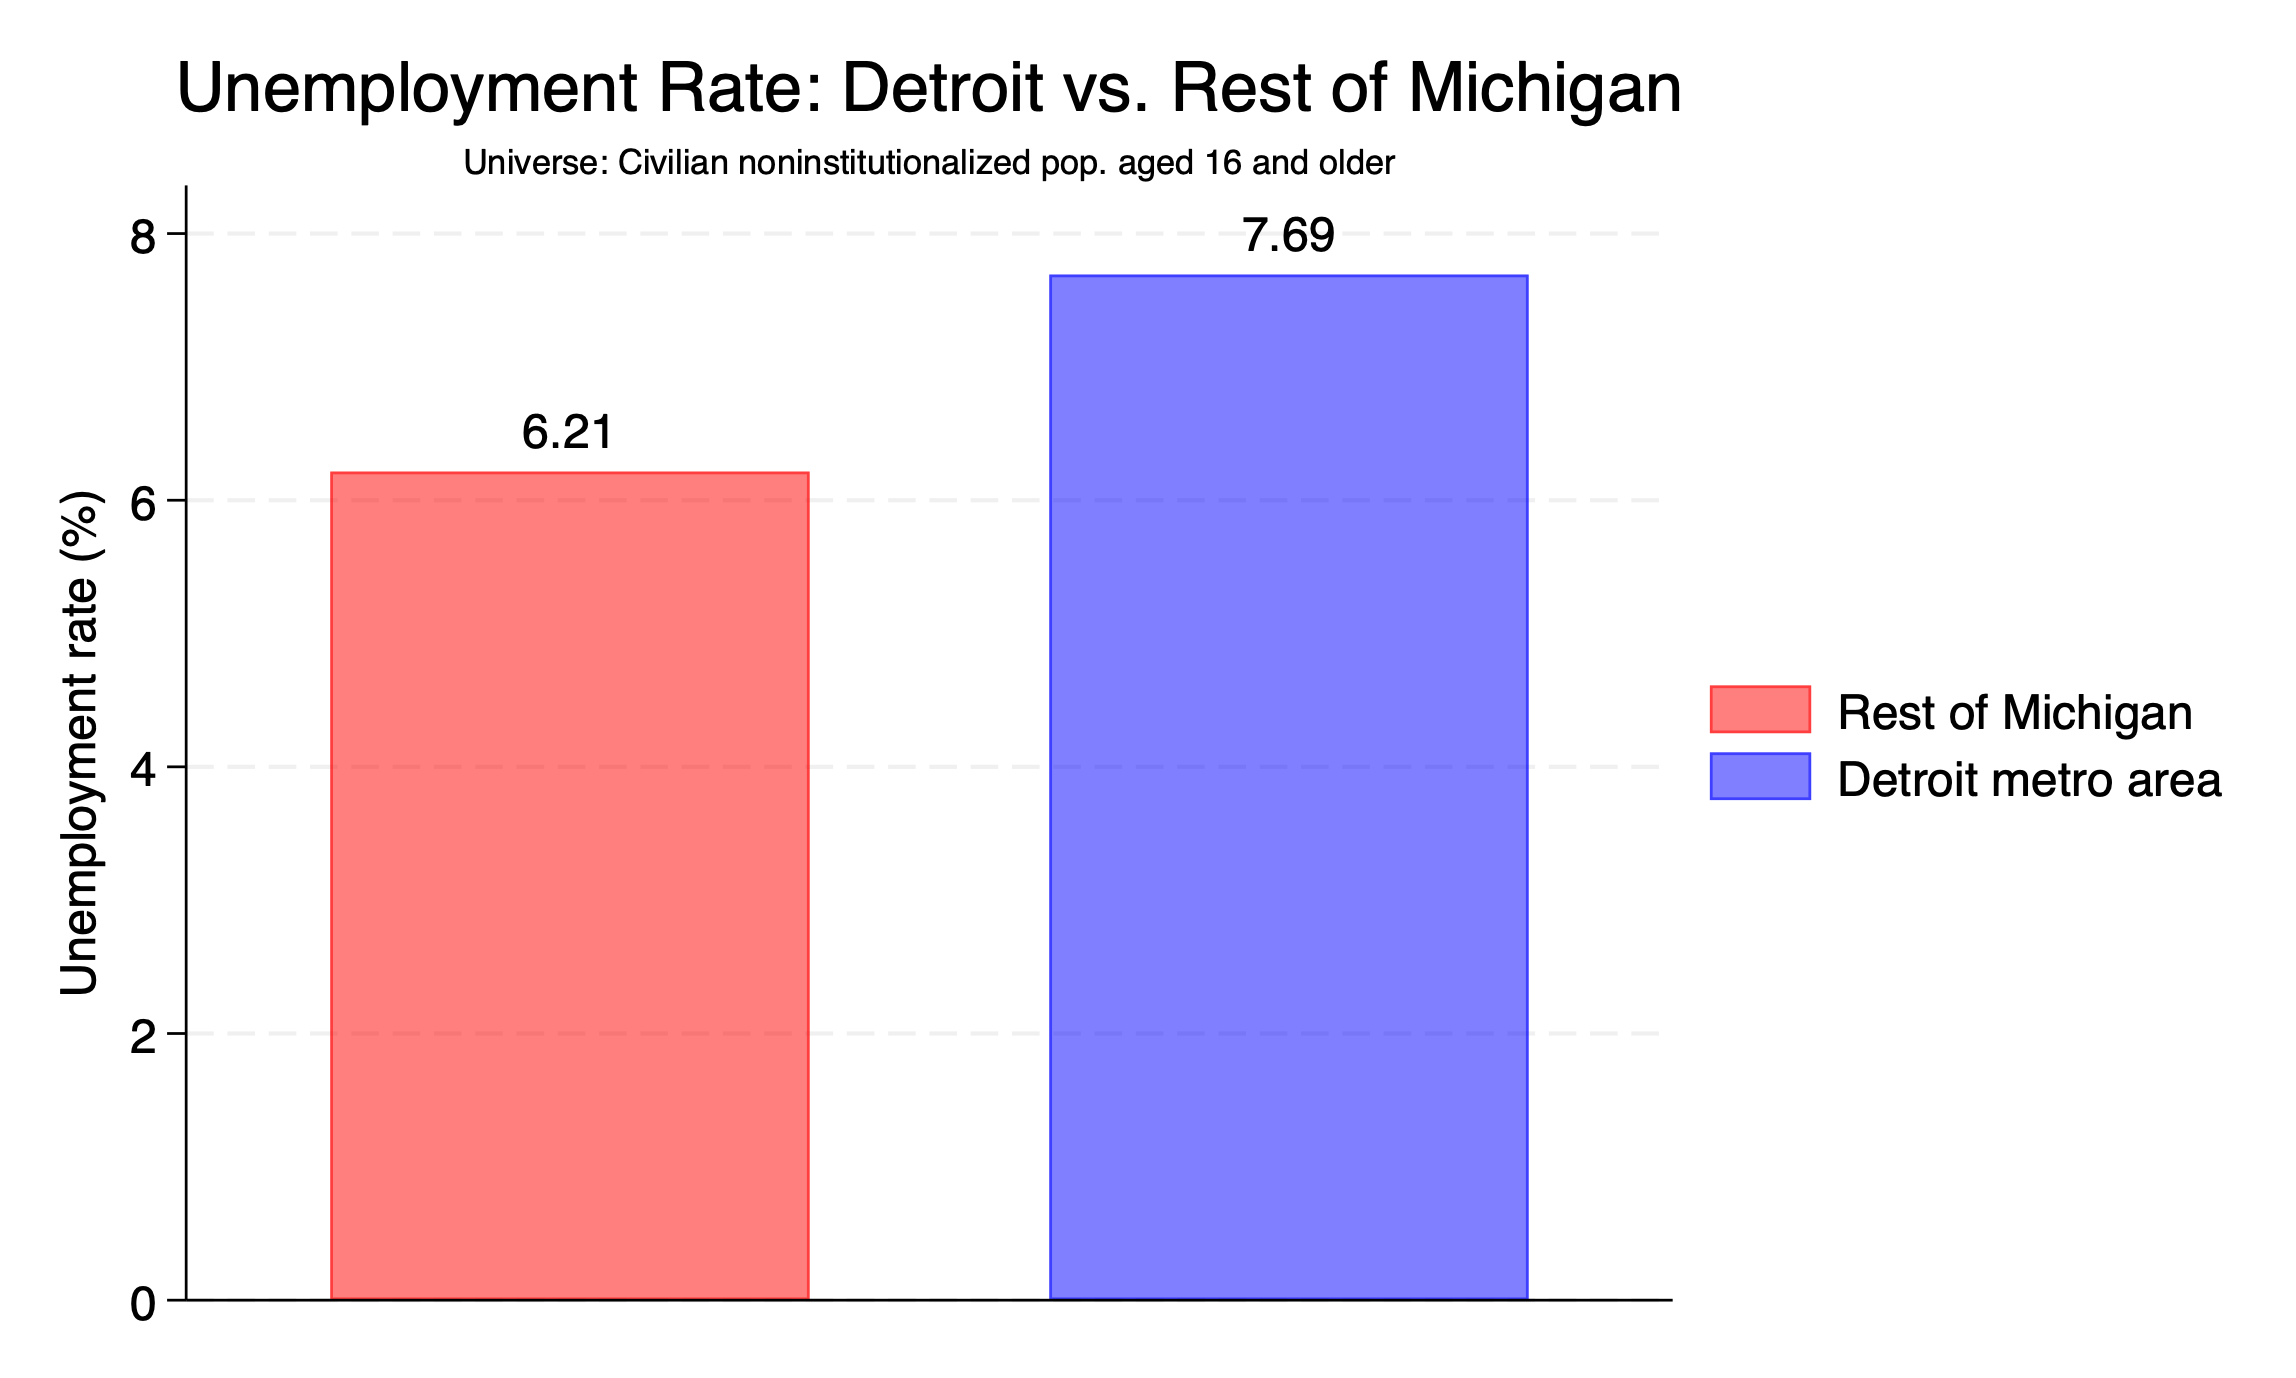 Unemployment Rate: Detroit vs. Rest of Michigan
Universe: Civilian noninstitutionalized pop. aged 16 and older
Unemployment rate (%)
8
6
4
2
0
6.21
7.69
Rest of Michigan
Detroit metro area